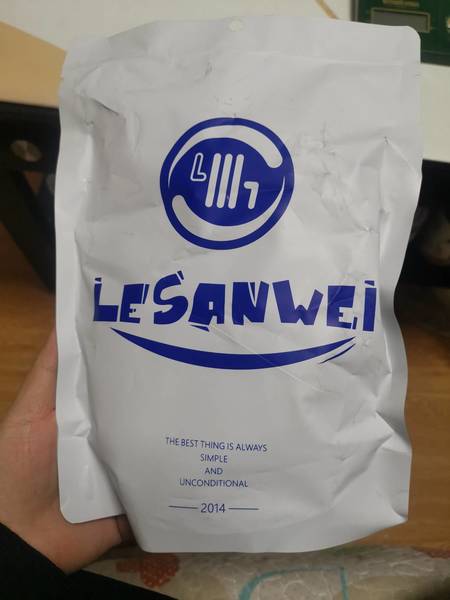 LESANWEI
THE BEST THING IS ALWAYS
SIMPLE
AND
UNCONDITIONAL
2014